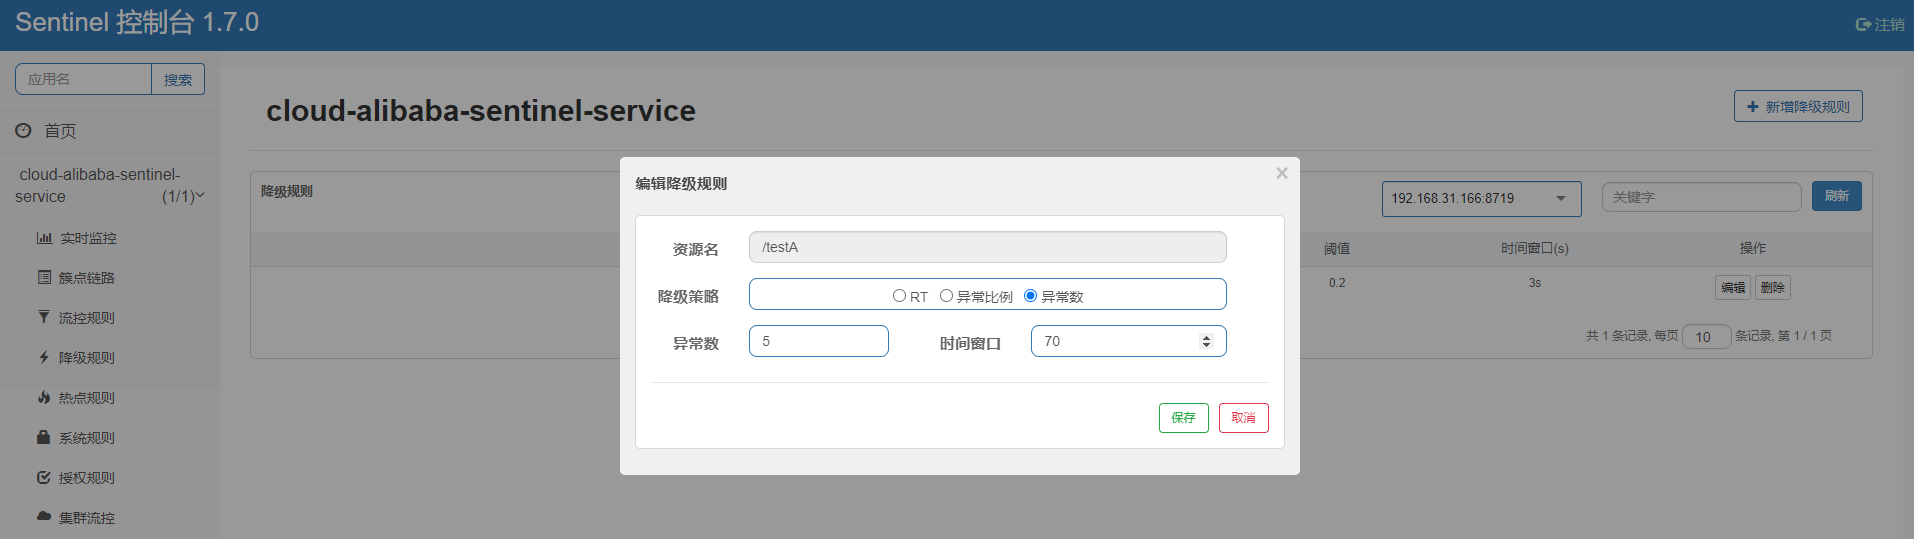 Sentinel 控制台 1.7.0
注销
应用名
搜索
首页
cloud-alibaba-sentinel-
service (1/1)
实时监控
簇点链路
流控规则
降级规则
热点规则
系统规则
授权规则
集群流控
cloud-alibaba-sentinel-service
新增降级规则
降级规则
192.168.31.166:8719
关键字
刷新
阈值 时间窗口(s) 操作
0.2 3s 编辑 删除
共 1 条记录, 每页 10 条记录, 第 1 / 1 页
编辑降级规则
×
资源名 /testA
降级策略 RT 异常比例 异常数
异常数 5 时间窗口 70
保存 取消